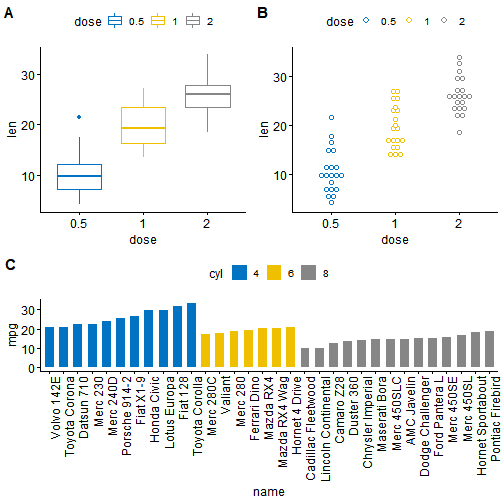 A
dose 0.5 1 2
len
30
20
10
0.5 1 2
dose
B
dose 0.5 1 2
len
30
20
10
0.5 1 2
dose
C
cyl 4 6 8
mpg
30
20
10
0
Volvo 142E
Toyota Corona
Datsun 710
Merc 230
Merc 240D
Porsche 914-2
Fiat X1-9
Honda Civic
Lotus Europa
Fiat 128
Toyota Corolla
Merc 280C
Valiant
Merc 280
Ferrari Dino
Mazda RX4
Mazda RX4 Wag
Hornet 4 Drive
Cadillac Fleetwood
Lincoln Continental
Camaro Z28
Duster 360
Chrysler Imperial
Maserati Bora
Merc 450SLC
AMC Javelin
Dodge Challenger
Ford Pantera L
Merc 450SE
Merc 450SL
Hornet Sportabout
Pontiac Firebird
name